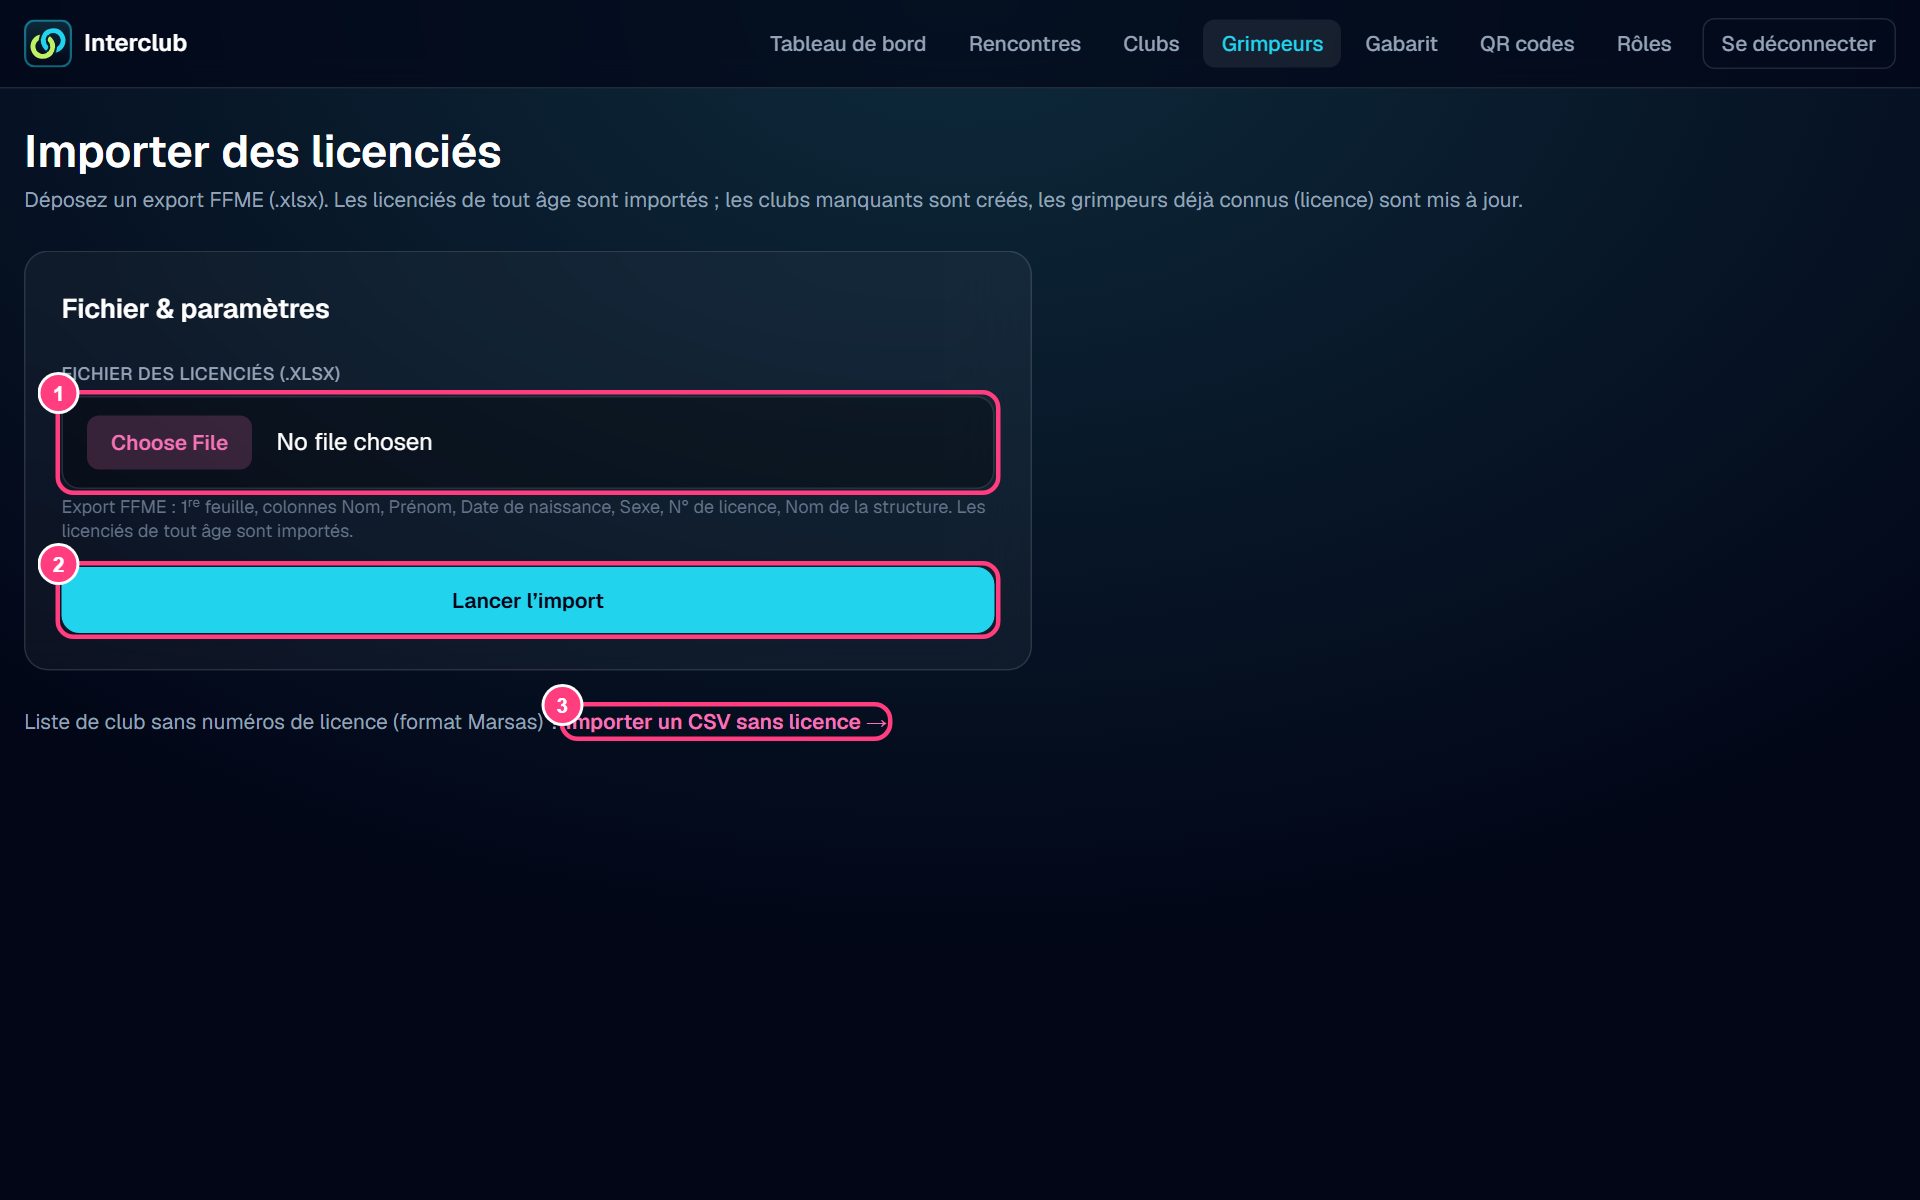 Interclub
Tableau de bord
Rencontres
Clubs
Grimpeurs
Gabarit
QR codes
Rôles
Se déconnecter
Importer des licenciés
Déposez un export FFME (.xlsx). Les licenciés de tout âge sont importés ; les clubs manquants sont créés, les grimpeurs déjà connus (licence) sont mis à jour.
Fichier & paramètres
FICHIER DES LICENCIÉS (.XLSX)
1
Choose File No file chosen
Export FFME : 1re feuille, colonnes Nom, Prénom, Date de naissance, Sexe, N° de licence, Nom de la structure. Les
licenciés de tout âge sont importés.
2
Lancer l’import
3
Liste de club sans numéros de licence (format Marsas) : Importer un CSV sans licence →